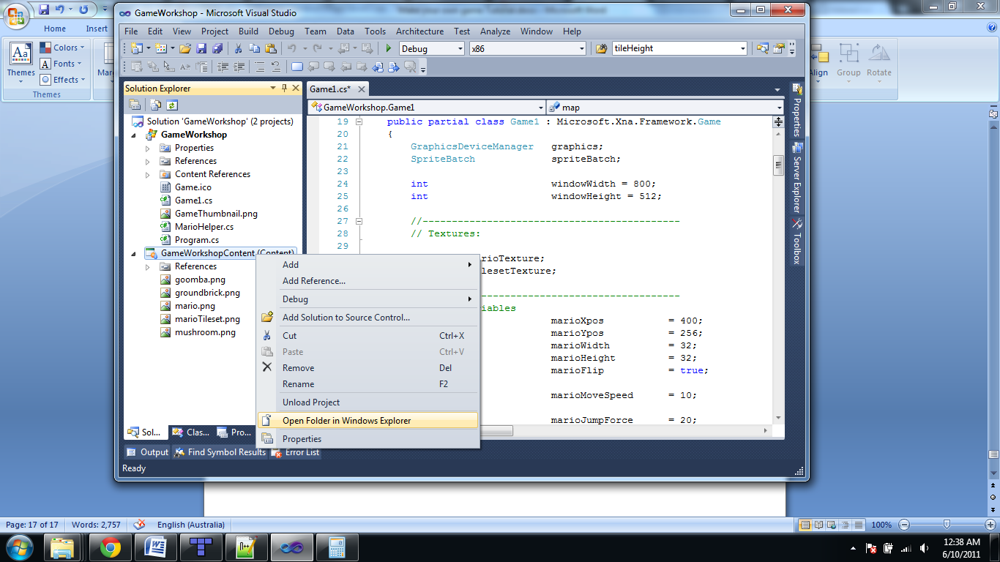 GameWorkshop - Microsoft Visual Studio
Home Insert
Colors
Fonts
Effects
Themes
Themes
Align Group Rotate
File Edit View Project Build Debug Team Data Tools Architecture Test Analyze Window Help
Debug x86 tileHeight
Solution Explorer
Solution 'GameWorkshop' (2 projects)
GameWorkshop
Properties
References
Content References
Game.ico
Game1.cs
GameThumbnail.png
MarioHelper.cs
Program.cs
GameWorkshopContent (Content)
References
goomba.png
groundbrick.png
mario.png
marioTileset.png
mushroom.png
Sol... Clas... Pro...
Game1.cs*
GameWorkshop.Game1 map
19 public partial class Game1 : Microsoft.Xna.Framework.Game
20 {
21 GraphicsDeviceManager graphics;
22 SpriteBatch spriteBatch;
23
24 int windowWidth = 800;
25 int windowHeight = 512;
26
27 //--------------------------------------------
28 // Textures:
29
rioTexture;
lesetTexture;
----------------------------------
iables
marioXpos = 400;
marioYpos = 256;
marioWidth = 32;
marioHeight = 32;
marioFlip = true;
marioMoveSpeed = 10;
marioJumpForce = 20;
Add
Add Reference...
Debug
Add Solution to Source Control...
Cut Ctrl+X
Paste Ctrl+V
Remove Del
Rename F2
Unload Project
Open Folder in Windows Explorer
Properties
Properties
Server Explorer
Toolbox
Output Find Symbol Results Error List
Ready
Page: 17 of 17 Words: 2,757 English (Australia) 100%
12:38 AM
6/10/2011